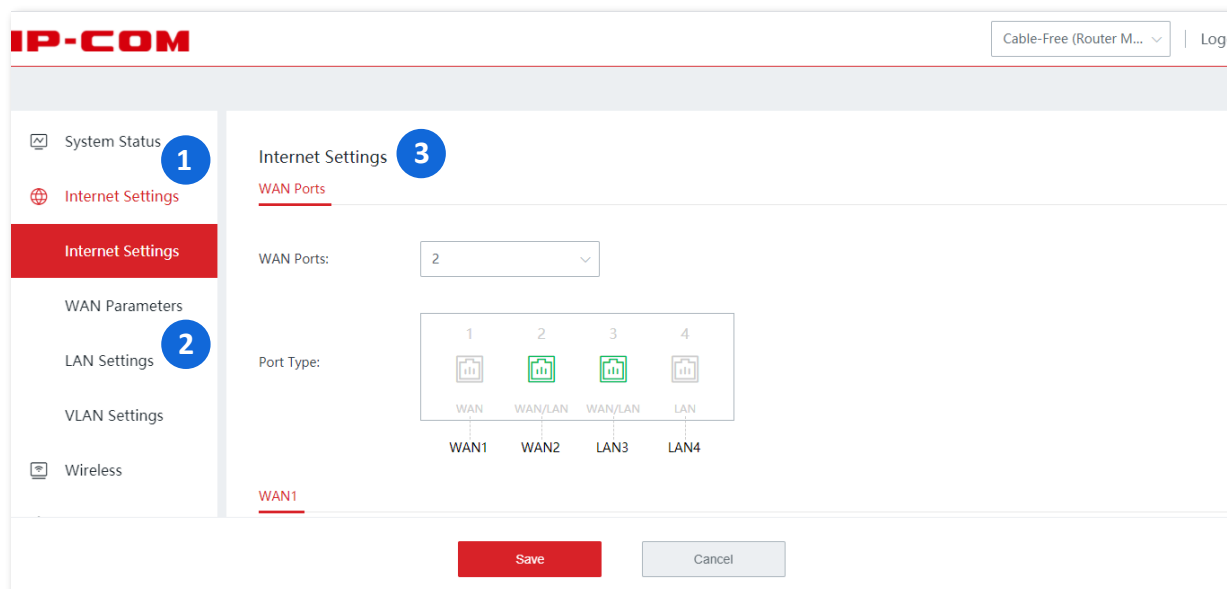 IP-COM
Cable-Free (Router M...
Log
System Status
1
Internet Settings
Internet Settings
WAN Parameters
2
LAN Settings
VLAN Settings
Wireless
Internet Settings
3
WAN Ports
WAN Ports:
2
Port Type:
1 2 3 4
WAN WAN/LAN WAN/LAN LAN
WAN1 WAN2 LAN3 LAN4
WAN1
Save
Cancel